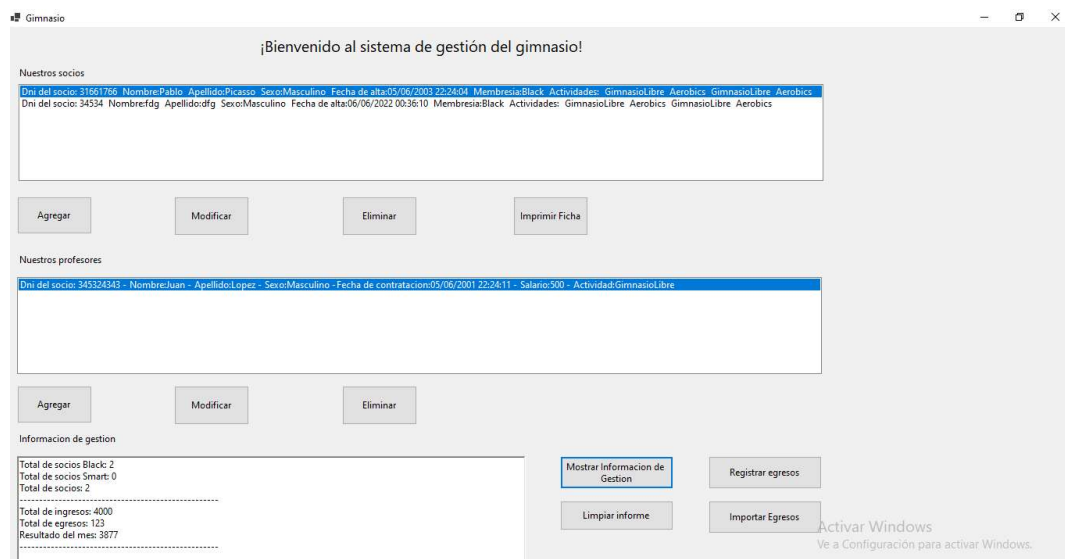 Gimnasio
¡Bienvenido al sistema de gestión del gimnasio!
Nuestros socios
Dni del socio: 31661766 Nombre:Pablo Apellido:Picasso Sexo:Masculino Fecha de alta:05/06/2003 22:24:04 Membresia:Black Actividades: GimnasioLibre Aerobics GimnasioLibre Aerobics
Dni del socio: 34534 Nombre:fdg Apellido:dfg Sexo:Masculino Fecha de alta:06/06/2022 00:36:10 Membresia:Black Actividades: GimnasioLibre Aerobics GimnasioLibre Aerobics
Agregar Modificar Eliminar Imprimir Ficha
Nuestros profesores
Dni del socio: 345324343 - Nombre:Juan - Apellido:Lopez - Sexo:Masculino -Fecha de contratacion:05/06/2001 22:24:11 - Salario:500 - Actividad:GimnasioLibre
Agregar Modificar Eliminar
Informacion de gestion
Total de socios Black: 2
Total de socios Smart: 0
Total de socios: 2
--------------------------------------------------
Total de ingresos: 4000
Total de egresos: 123
Resultado del mes: 3877
--------------------------------------------------
Mostrar Informacion de
Gestion
Registrar egresos
Limpiar informe
Importar Egresos
Activar Windows
Ve a Configuración para activar Windows.